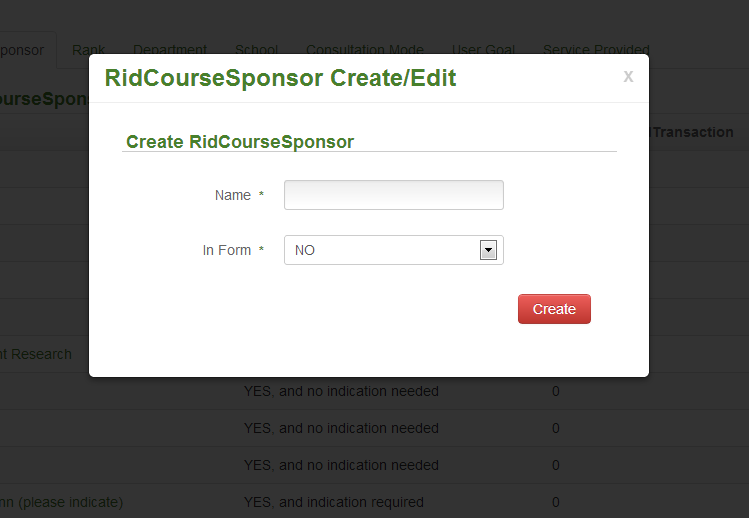 ponsor Rank Department School Consultation Mode User Goal Service Provided
RidCourseSponsor Create/Edit
x
ourseSpon
Create RidCourseSponsor
Transaction
Name *
In Form * NO
Create
nt Research
YES, and no indication needed 0
YES, and no indication needed 0
YES, and no indication needed 0
nn (please indicate) YES, and indication required 0